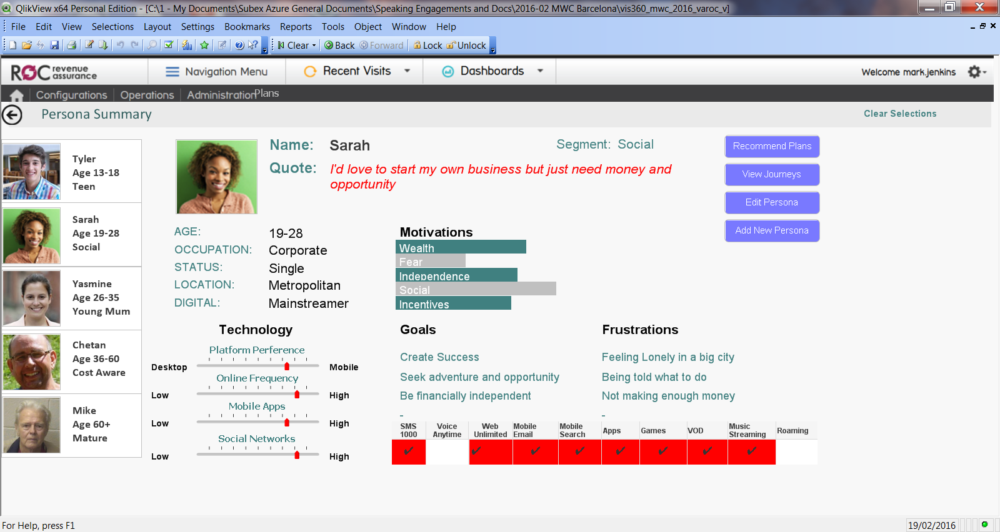 QlikView x64 Personal Edition - [C:\1 - My Documents\Subex Azure General Documents\Speaking Engagements and Docs\2016-02 MWC Barcelona\vis360_mwc_2016_varoc_v]
File Edit View Selections Layout Settings Bookmarks Reports Tools Object Window Help
Clear Back Forward Lock Unlock
ROC revenue assurance
Navigation Menu
Recent Visits
Dashboards
Welcome mark.jenkins
Configurations Operations Administration Plans
Persona Summary
Clear Selections
Tyler
Age 13-18
Teen
Sarah
Age 19-28
Social
Yasmine
Age 26-35
Young Mum
Chetan
Age 36-60
Cost Aware
Mike
Age 60+
Mature
Name: Sarah
Segment: Social
Quote: I'd love to start my own business but just need money and
opportunity
Recommend Plans
View Journeys
Edit Persona
Add New Persona
AGE: 19-28
OCCUPATION: Corporate
STATUS: Single
LOCATION: Metropolitan
DIGITAL: Mainstreamer
Motivations
Wealth
Fear
Independence
Social
Incentives
Technology
Platform Perference
Desktop Mobile
Online Frequency
Low High
Mobile Apps
Low High
Social Networks
Low High
Goals
Create Success
Seek adventure and opportunity
Be financially independent
-
Frustrations
Feeling Lonely in a big city
Being told what to do
Not making enough money
-
SMS
1000
Voice
Anytime
Web
Unlimited
Mobile
Email
Mobile
Search
Apps
Games
VOD
Music
Streaming
Roaming
✔ ✔ ✔ ✔ ✔ ✔ ✔ ✔
For Help, press F1
19/02/2016